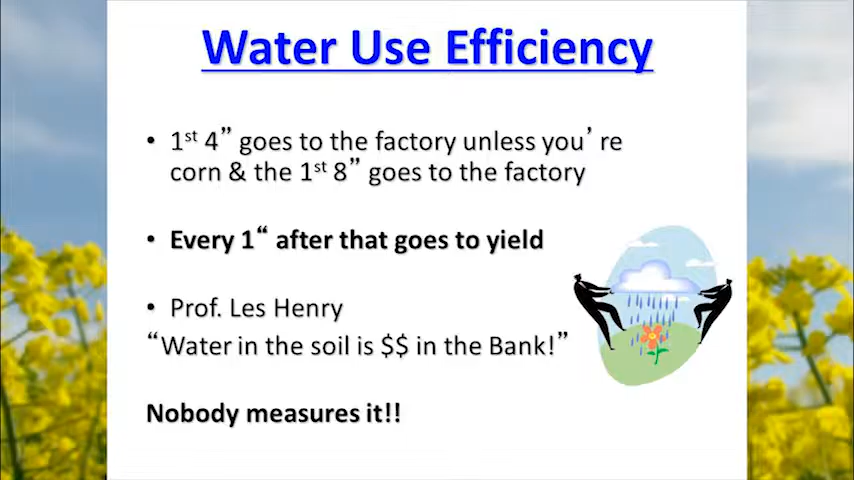 Water Use Efficiency
• 1st 4” goes to the factory unless you’re
corn & the 1st 8” goes to the factory
• Every 1“ after that goes to yield
• Prof. Les Henry
“Water in the soil is $$ in the Bank!”
Nobody measures it!!